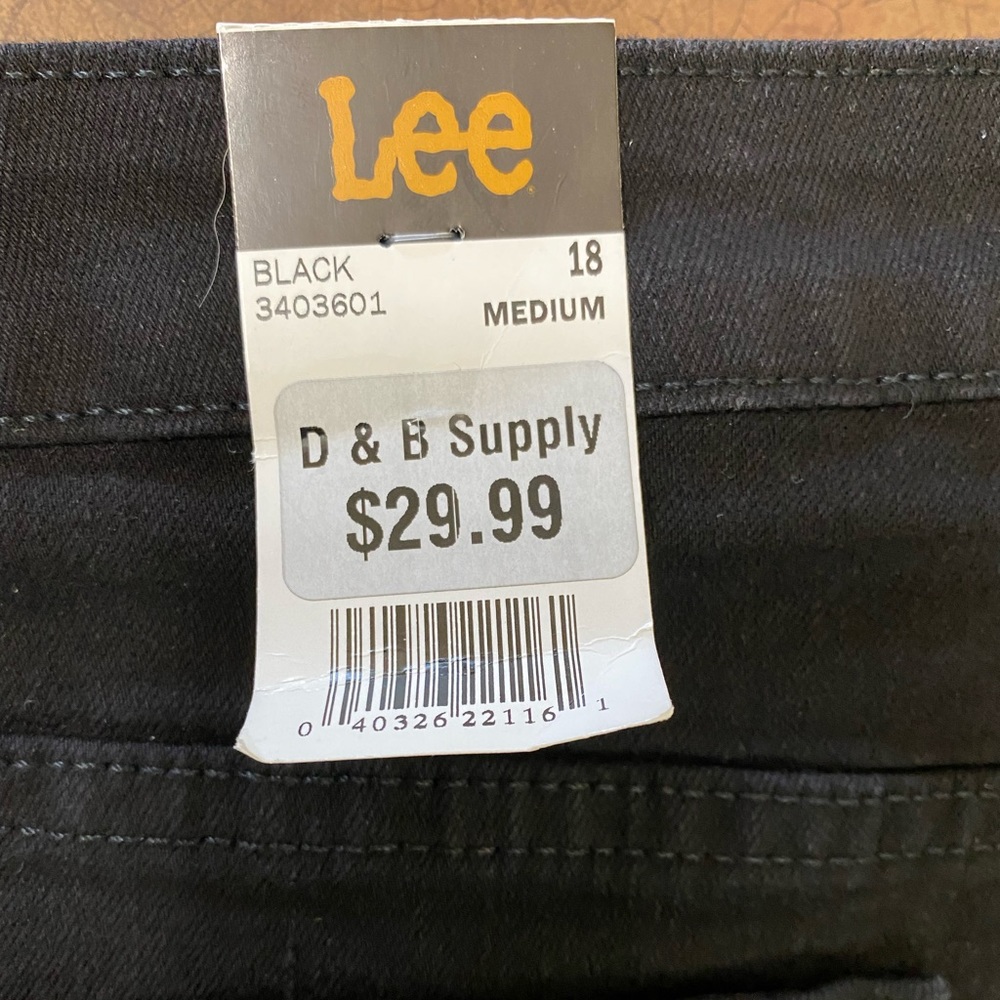 Lee
BLACK 18
3403601 MEDIUM
D & B Supply
$29.99
0 40326 22116 1